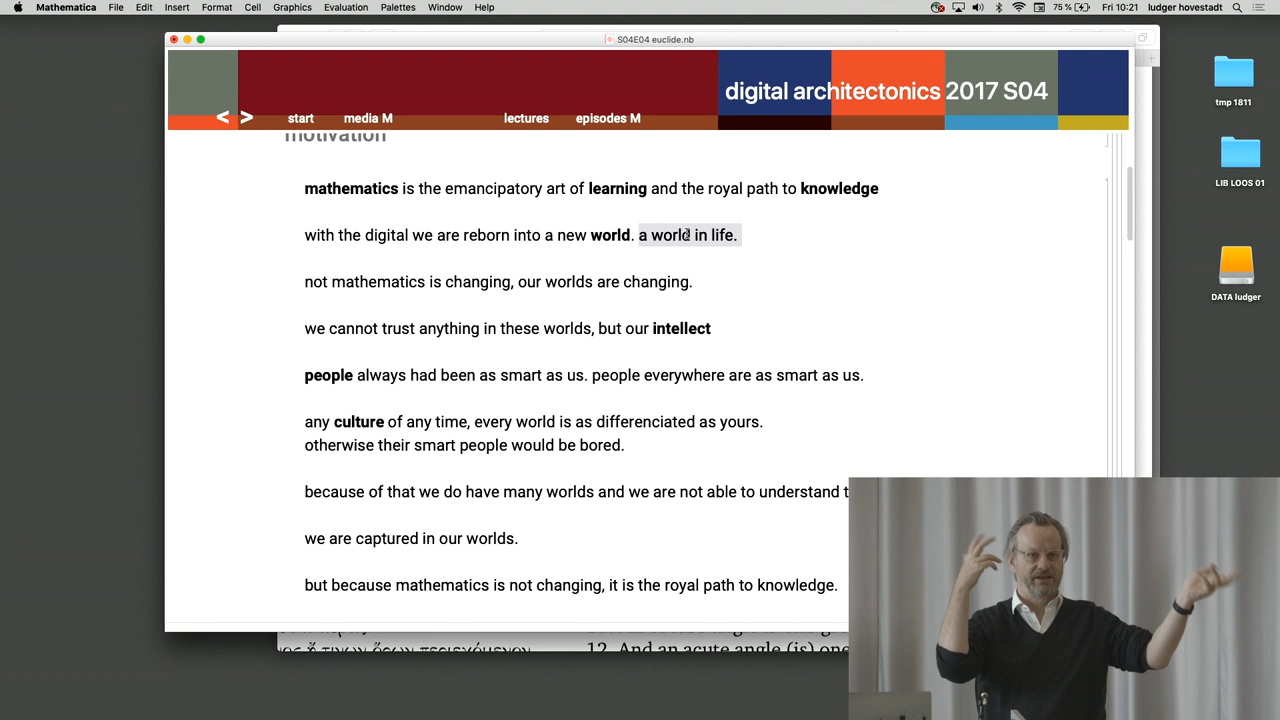 Mathematica File Edit Insert Format Cell Graphics Evaluation Palettes Window Help 75 % Fri 10:21 ludger hovestadt
S04E04 euclide.nb
digital architectonics 2017 S04
< > start media M lectures episodes M
tmp 1811
LIB LOOS 01
DATA ludger
motivation
mathematics is the emancipatory art of learning and the royal path to knowledge
with the digital we are reborn into a new world. a world in life.
not mathematics is changing, our worlds are changing.
we cannot trust anything in these worlds, but our intellect
people always had been as smart as us. people everywhere are as smart as us.
any culture of any time, every world is as differenciated as yours.
otherwise their smart people would be bored.
because of that we do have many worlds and we are not able to understand
we are captured in our worlds.
but because mathematics is not changing, it is the royal path to knowledge.
12. And an acute angle (is) one